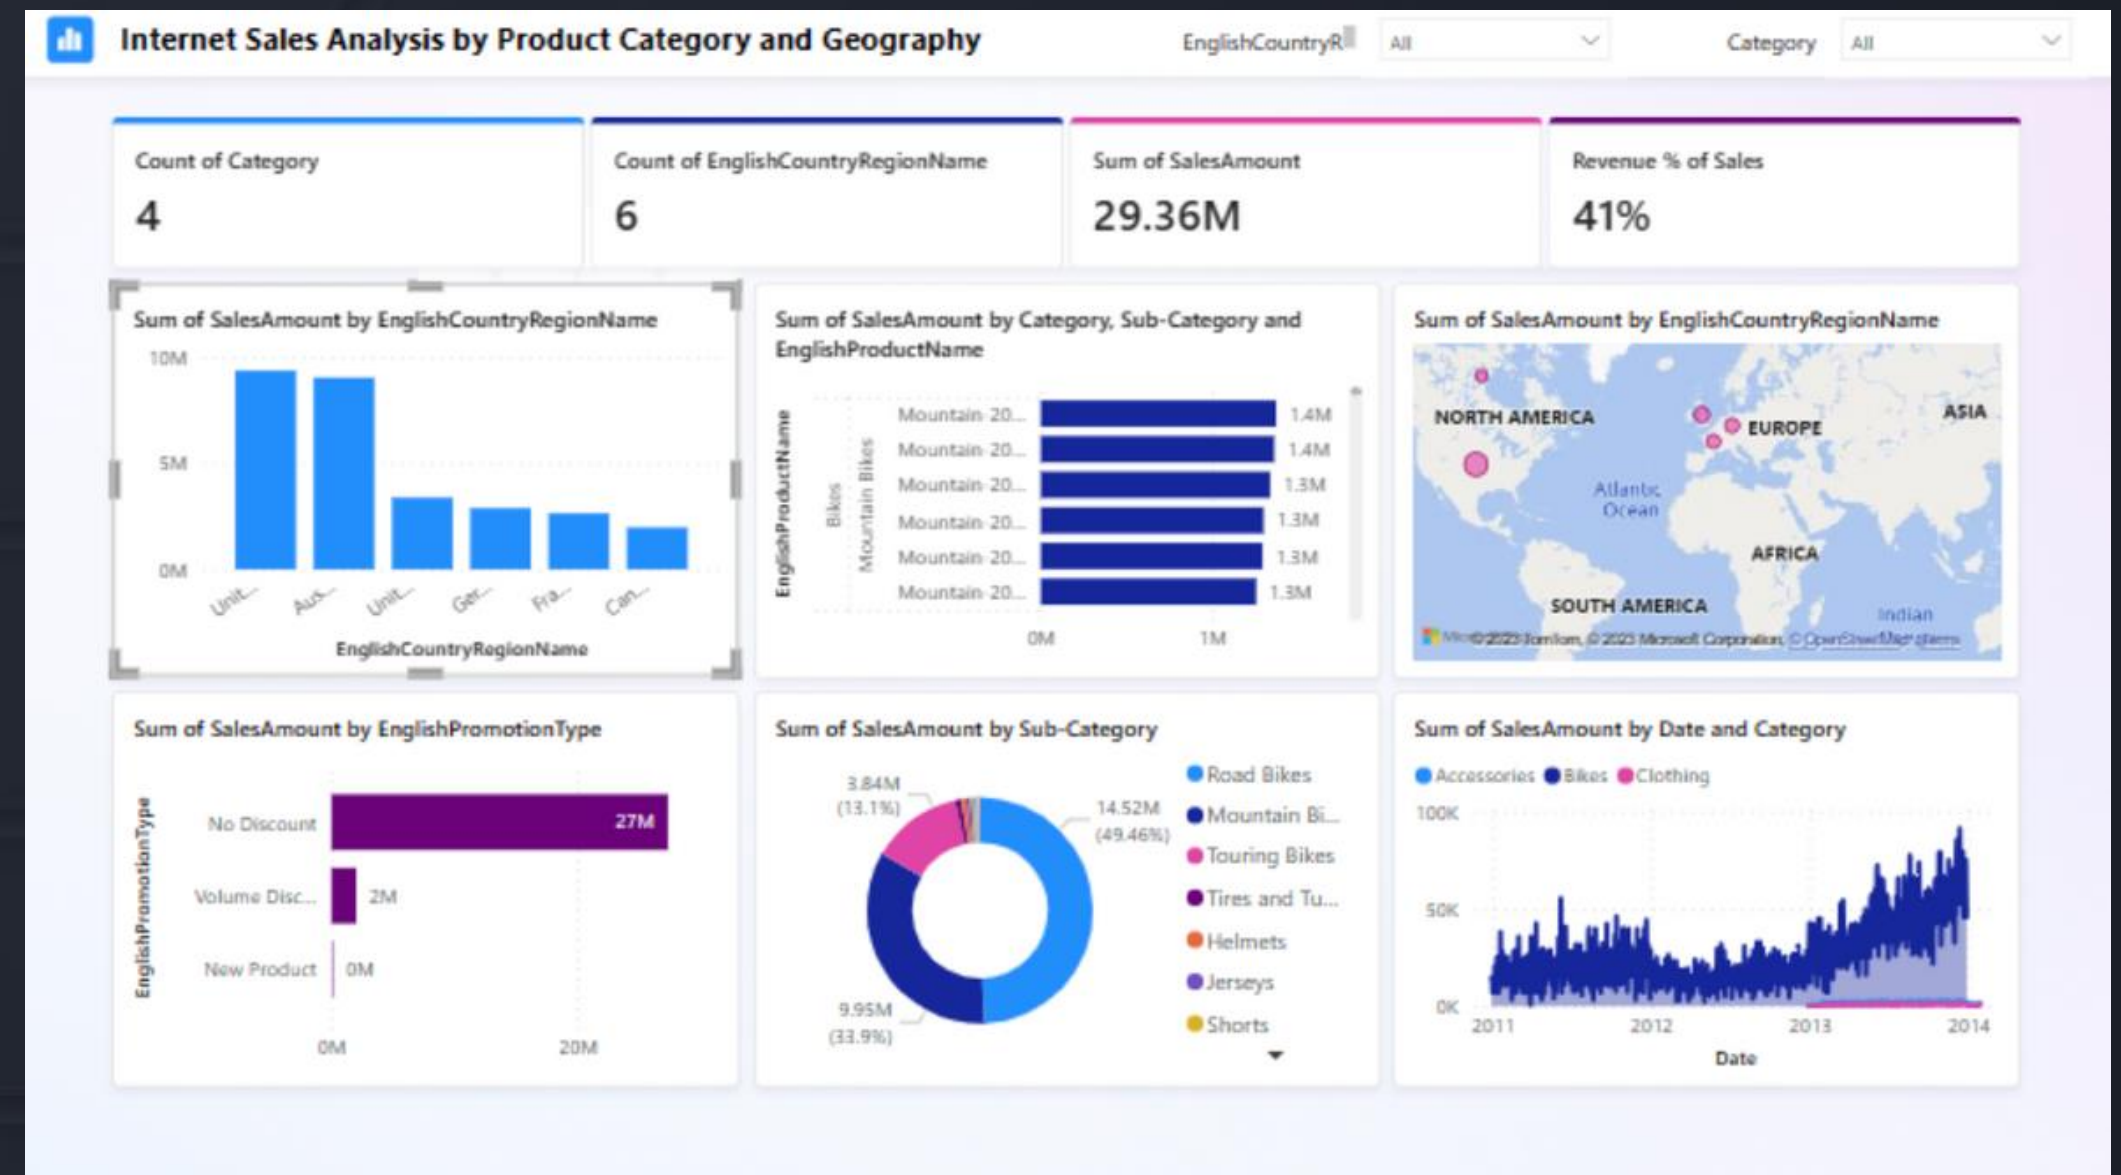 Internet Sales Analysis by Product Category and Geography
EnglishCountryR
All
Category
All
Count of Category
4
Count of EnglishCountryRegionName
6
Sum of SalesAmount
29.36M
Revenue % of Sales
41%
Sum of SalesAmount by EnglishCountryRegionName
10M
5M
0M
Unit...
Aus...
Unit...
Ger...
Fra...
Can...
EnglishCountryRegionName
Sum of SalesAmount by Category, Sub-Category and
EnglishProductName
EnglishProductName
Bikes
Mountain Bikes
Mountain-20...
1.4M
Mountain-20...
1.4M
Mountain-20...
1.3M
Mountain-20...
1.3M
Mountain-20...
1.3M
Mountain-20...
1.3M
0M
1M
Sum of SalesAmount by EnglishCountryRegionName
NORTH AMERICA
EUROPE
ASIA
Atlantic
Ocean
AFRICA
SOUTH AMERICA
Indian
© 2023 TomTom, © 2023 Microsoft Corporation, © OpenStreetMap
Sum of SalesAmount by EnglishPromotionType
EnglishPromotionType
No Discount
27M
Volume Disc...
2M
New Product
0M
0M
20M
Sum of SalesAmount by Sub-Category
3.84M
(13.1%)
14.52M
(49.46%)
9.95M
(33.9%)
Road Bikes
Mountain Bi...
Touring Bikes
Tires and Tu...
Helmets
Jerseys
Shorts
Sum of SalesAmount by Date and Category
Accessories
Bikes
Clothing
100K
50K
0K
2011
2012
2013
2014
Date